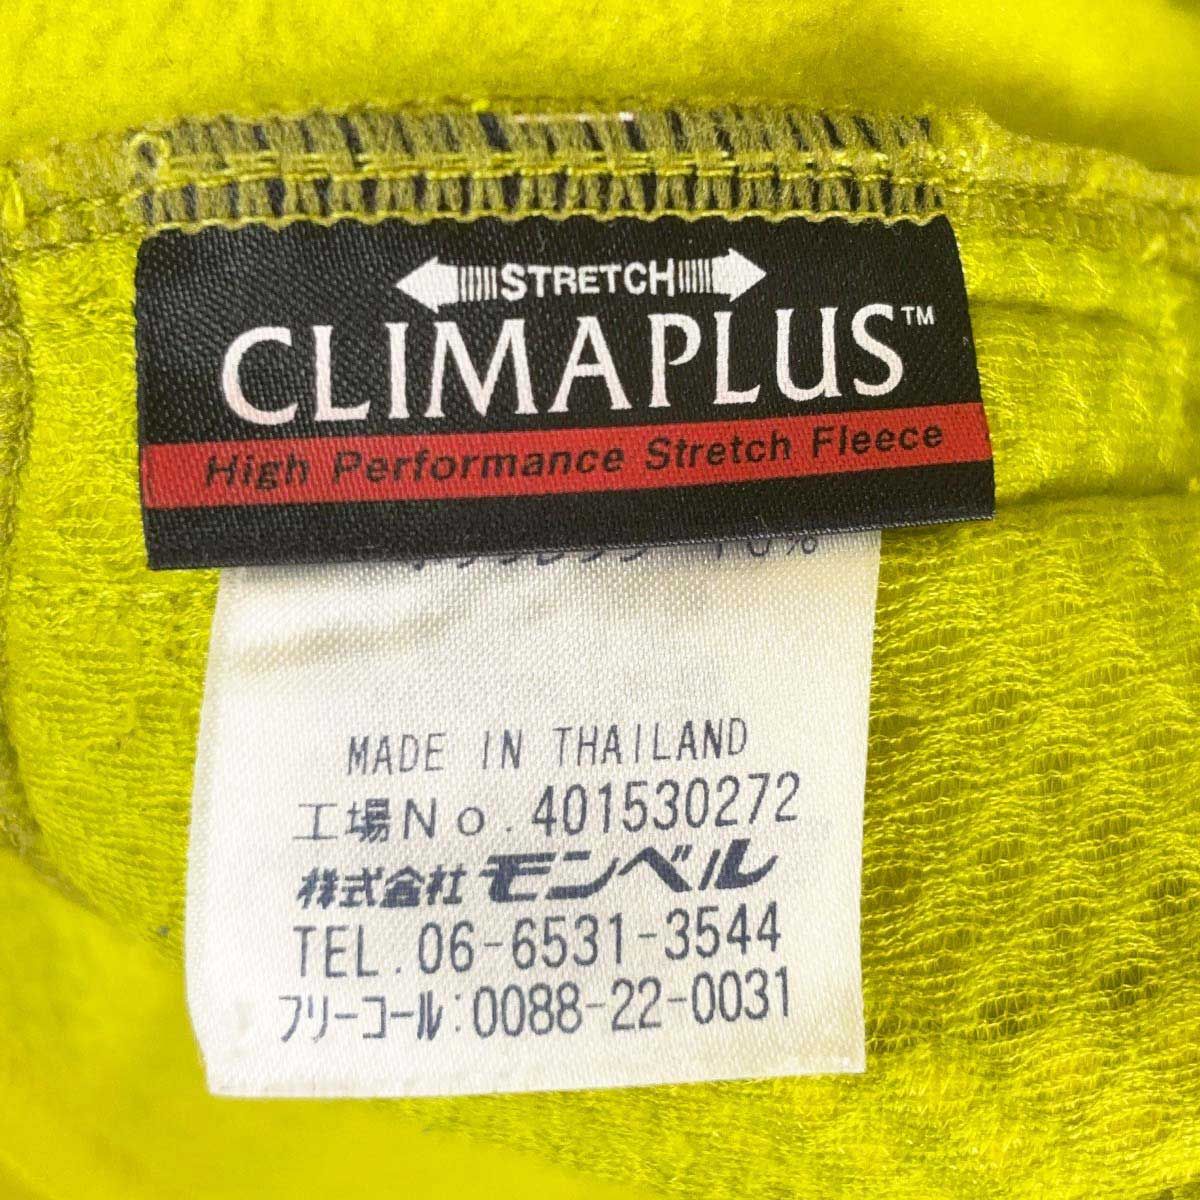 STRETCH
CLIMAPLUS™
High Performance Stretch Fleece
10%
MADE IN THAILAND
工場No.401530272
株式会社 モンベル
TEL.06-6531-3544
フリーコール:0088-22-0031